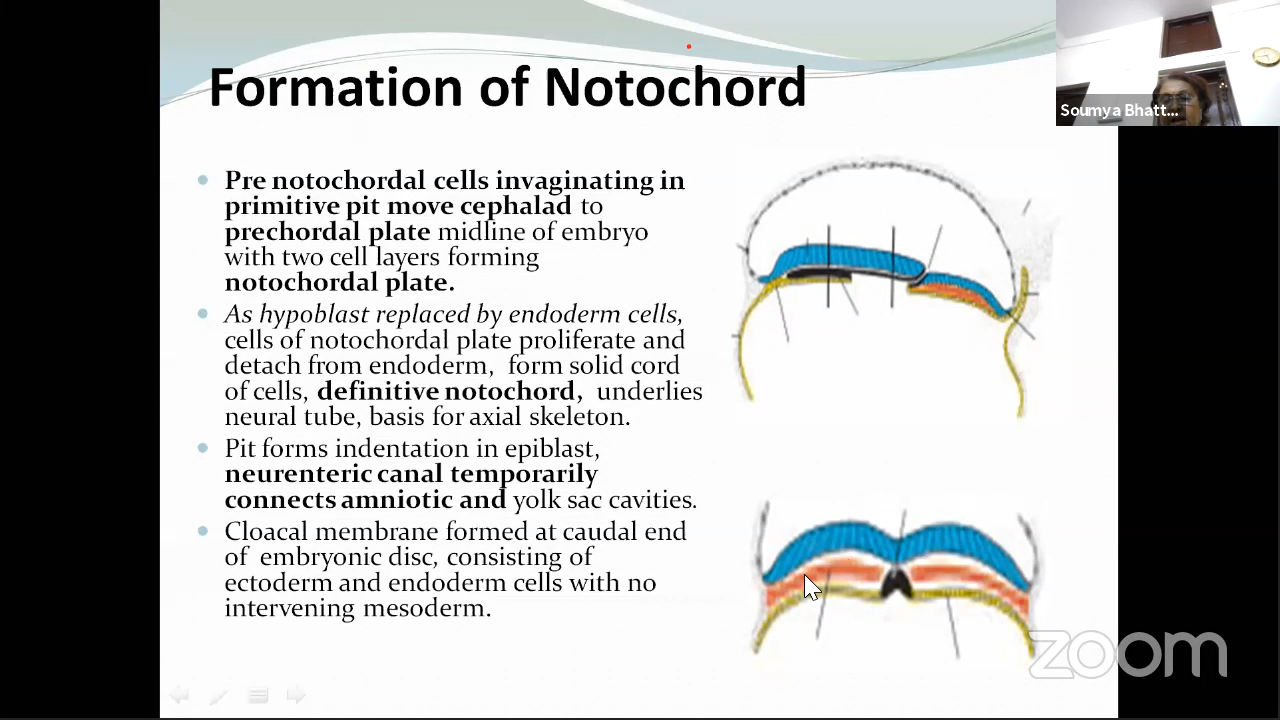 Formation of Notochord
Soumya Bhatt...
Pre notochordal cells invaginating in
primitive pit move cephalad to
prechordal plate midline of embryo
with two cell layers forming
notochordal plate.
As hypoblast replaced by endoderm cells,
cells of notochordal plate proliferate and
detach from endoderm, form solid cord
of cells, definitive notochord, underlies
neural tube, basis for axial skeleton.
Pit forms indentation in epiblast,
neurenteric canal temporarily
connects amniotic and yolk sac cavities.
Cloacal membrane formed at caudal end
of embryonic disc, consisting of
ectoderm and endoderm cells with no
intervening mesoderm.
zoom